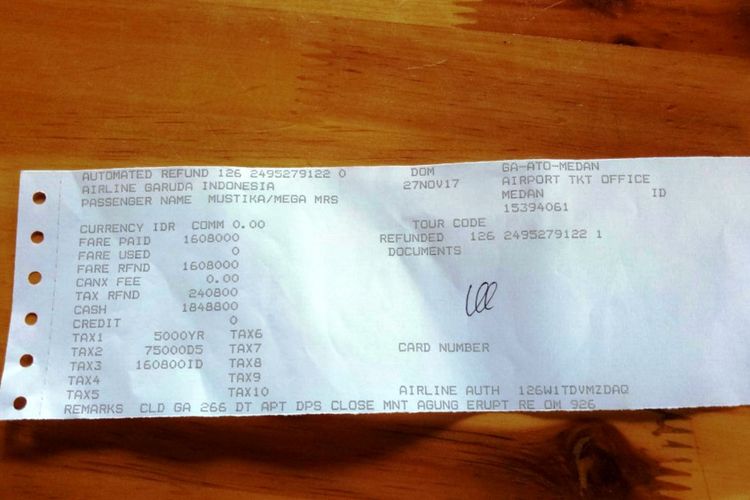 AUTOMATED REFUND 126 2495279122 0 DOM GA-ATO-MEDAN
AIRLINE GARUDA INDONESIA 27NOV17 AIRPORT TKT OFFICE
PASSENGER NAME MUSTIKA/MEGA MRS MEDAN ID
15394061
CURRENCY IDR COMM 0.00 TOUR CODE
FARE PAID 1608000 REFUNDED 126 2495279122 1
FARE USED 0 DOCUMENTS
FARE RFND 1608000
CANX FEE 0.00
TAX RFND 240800
CASH 1848800
CREDIT 0
TAX1 5000YR TAX6
TAX2 75000D5 TAX7 CARD NUMBER
TAX3 160800ID TAX8
TAX4 TAX9
TAX5 TAX10 AIRLINE AUTH 126W1TDVMZDAQ
REMARKS CLD GA 266 DT APT DPS CLOSE MNT AGUNG ERUPT RE OM 926